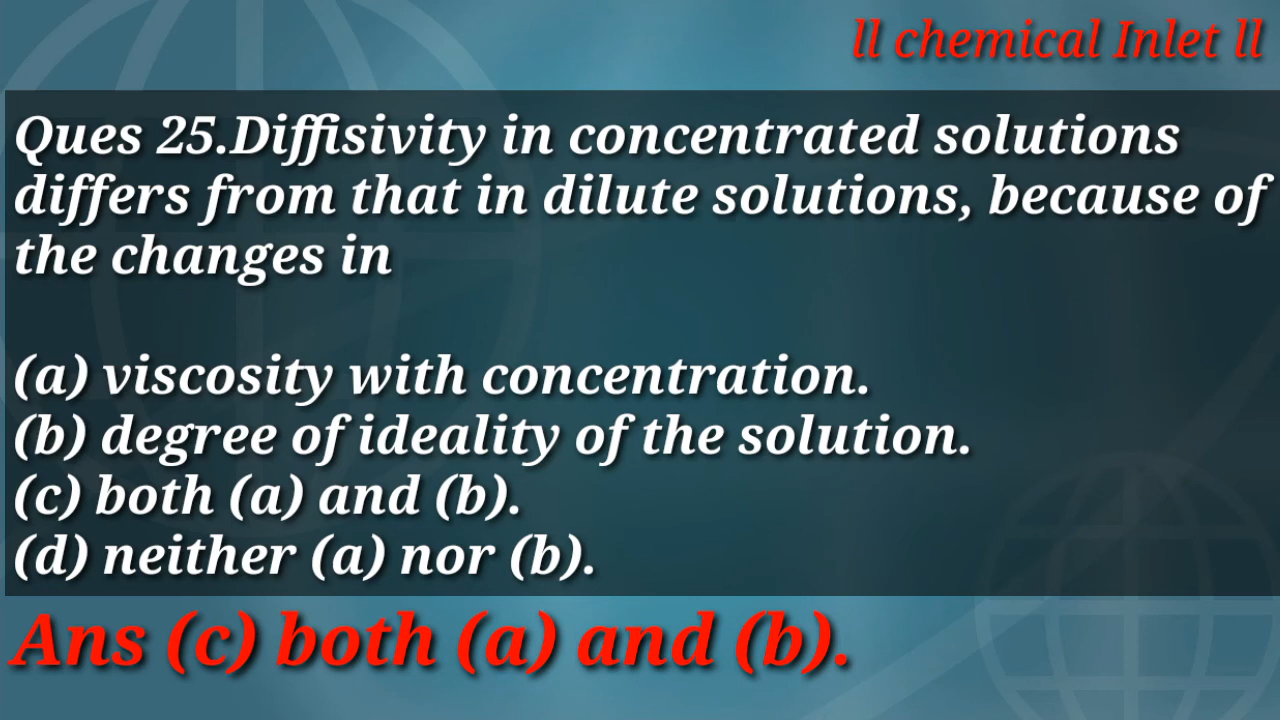 ll chemical Inlet ll
Ques 25.Diffisivity in concentrated solutions
differs from that in dilute solutions, because of
the changes in
(a) viscosity with concentration.
(b) degree of ideality of the solution.
(c) both (a) and (b).
(d) neither (a) nor (b).
Ans (c) both (a) and (b).